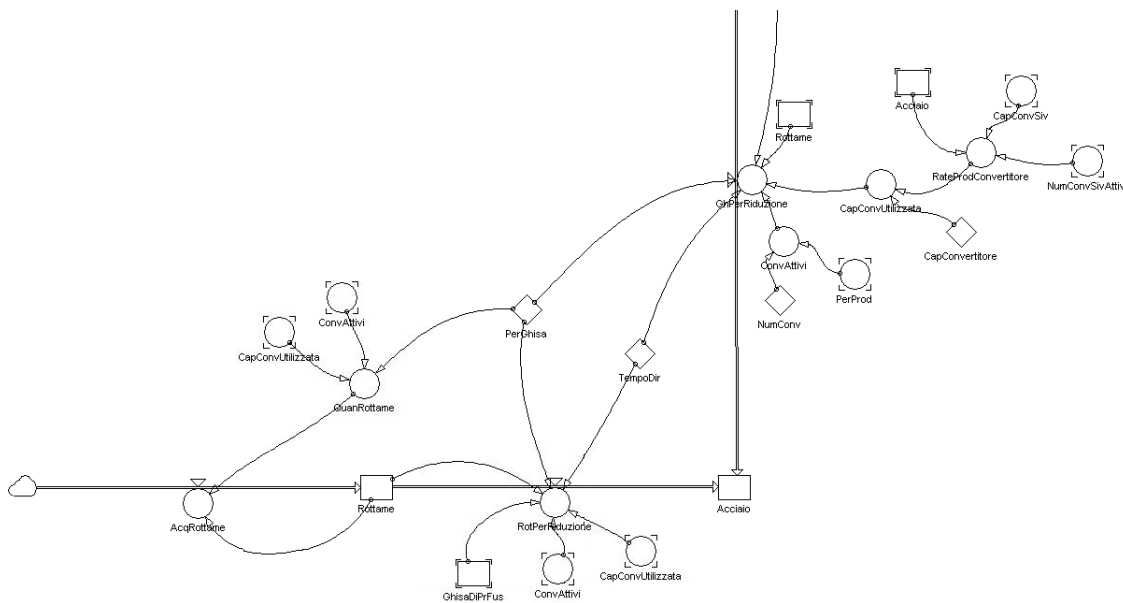 Acciaio
CapConvSiv
Rottame
RateProdConvertitore
NumConvSivAttiv
GhPerRiduzione
CapConvUtilizzata
CapConvertitore
ConvAttivi
PerProd
NumConv
ConvAttivi
PerGhisa
CapConvUtilizzata
TempoDir
QuanRottame
Rottame
Acciaio
AcqRottame
RotPerRiduzione
CapConvUtilizzata
GhisaDiPrFus
ConvAttivi